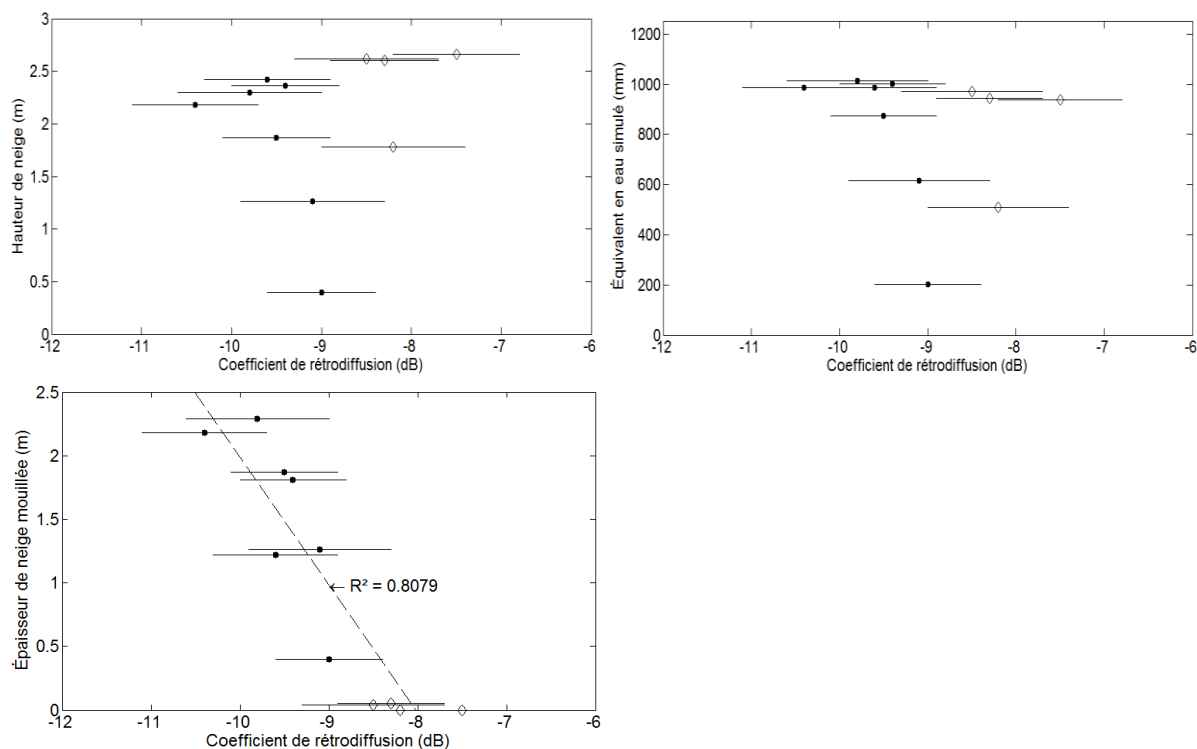 Hauteur de neige (m)
3
2.5
2
1.5
1
0.5
0
-12 -11 -10 -9 -8 -7 -6
Coefficient de rétrodiffusion (dB)
Équivalent en eau simulé (mm)
1200
1000
800
600
400
200
0
-12 -11 -10 -9 -8 -7 -6
Coefficient de rétrodiffusion (dB)
Épaisseur de neige mouillée (m)
2.5
2
1.5
1
0.5
0
R² = 0.8079
-12 -11 -10 -9 -8 -7 -6
Coefficient de rétrodiffusion (dB)